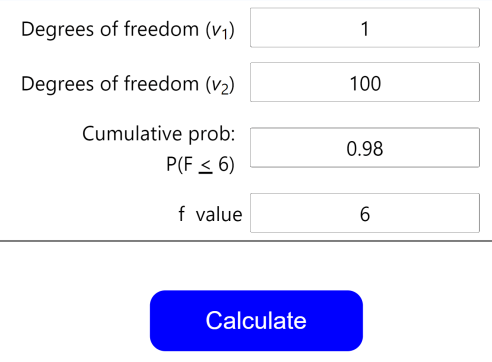 Degrees of freedom (v₁) 1
Degrees of freedom (v₂) 100
Cumulative prob:
P(F ≤ 6) 0.98
f value 6
Calculate